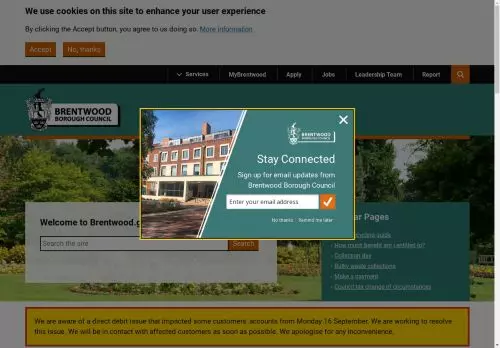 We use cookies on this site to enhance your user experience
By clicking the Accept button, you agree to us doing so. More information
Accept
No, thanks
Services
MyBrentwood
Apply
Jobs
Leadership Team
Report
BRENTWOOD
BOROUGH COUNCIL
BRENTWOOD
BOROUGH COUNCIL
Stay Connected
Sign up for email updates from
Brentwood Borough Council
Enter your email address
No thanks
Remind me later
Welcome to Brentwood.g
Search the site
Search
Pages
guide
How much benefit am I entitled to?
Collection day
Bulky waste collections
Make a payment
Council tax change of circumstances
We are aware of a direct debit issue that impacted some customers' accounts from Monday 16 September. We are working to resolve
this issue. We will be in contact with affected customers as soon as possible. We apologise for any inconvenience.